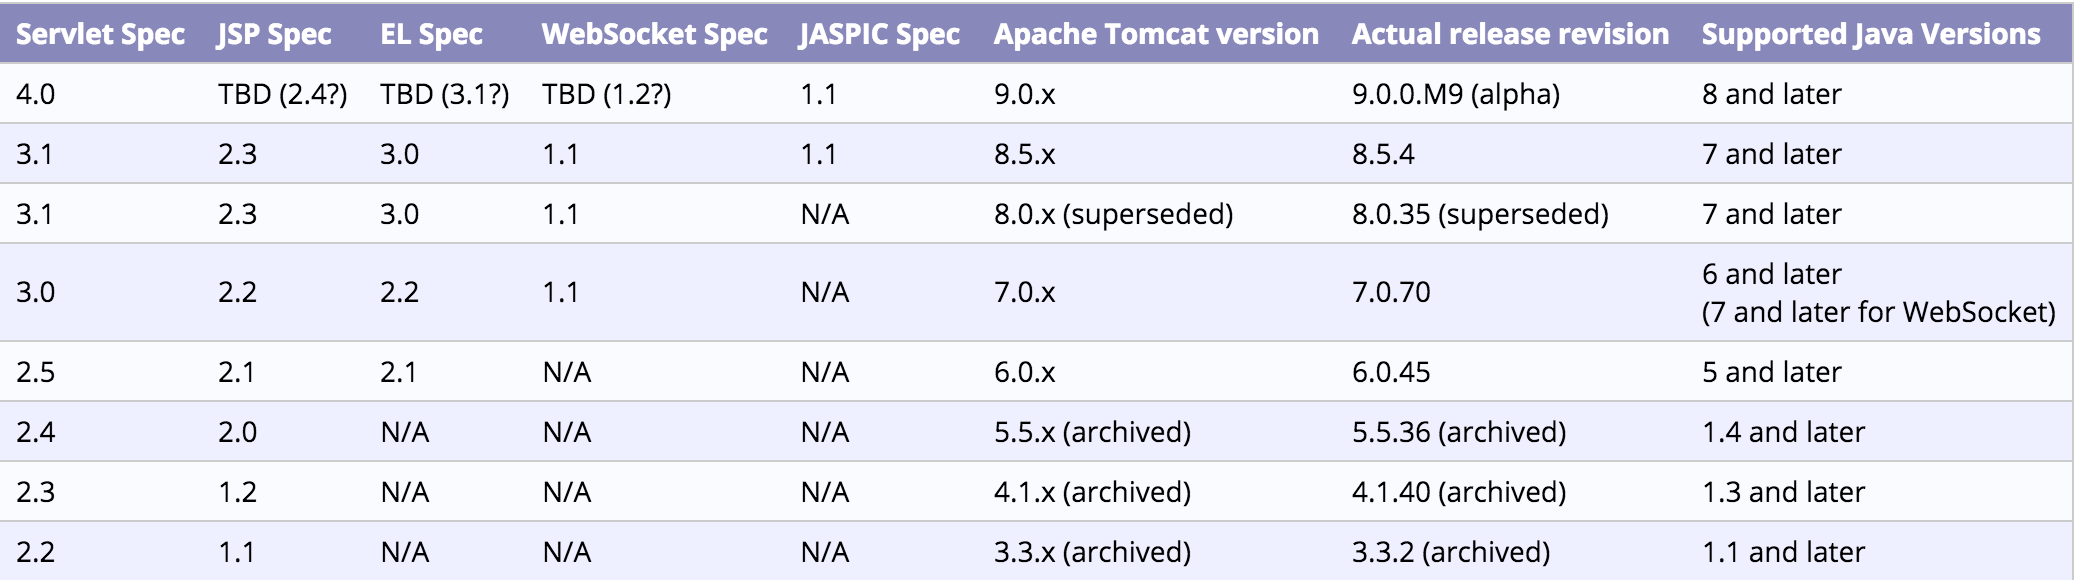 Servlet Spec JSP Spec EL Spec WebSocket Spec JASPIC Spec Apache Tomcat version Actual release revision Supported Java Versions
4.0 TBD (2.4?) TBD (3.1?) TBD (1.2?) 1.1 9.0.x 9.0.0.M9 (alpha) 8 and later
3.1 2.3 3.0 1.1 1.1 8.5.x 8.5.4 7 and later
3.1 2.3 3.0 1.1 N/A 8.0.x (superseded) 8.0.35 (superseded) 7 and later
3.0 2.2 2.2 1.1 N/A 7.0.x 7.0.70 6 and later
(7 and later for WebSocket)
2.5 2.1 2.1 N/A N/A 6.0.x 6.0.45 5 and later
2.4 2.0 N/A N/A N/A 5.5.x (archived) 5.5.36 (archived) 1.4 and later
2.3 1.2 N/A N/A N/A 4.1.x (archived) 4.1.40 (archived) 1.3 and later
2.2 1.1 N/A N/A N/A 3.3.x (archived) 3.3.2 (archived) 1.1 and later